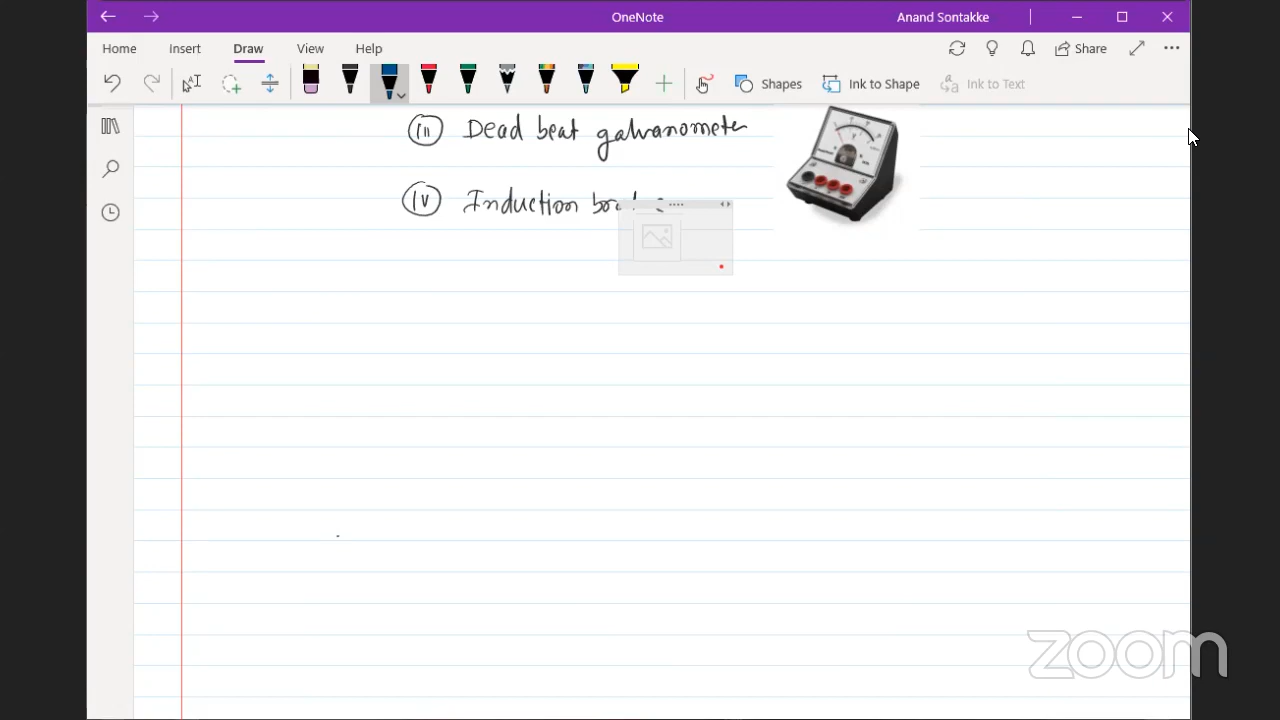 OneNote
Anand Sontakke
Home Insert Draw View Help
Share
Shapes
Ink to Shape
Ink to Text
(iii) Dead beat galvanometer
(iv) Induction
zoom